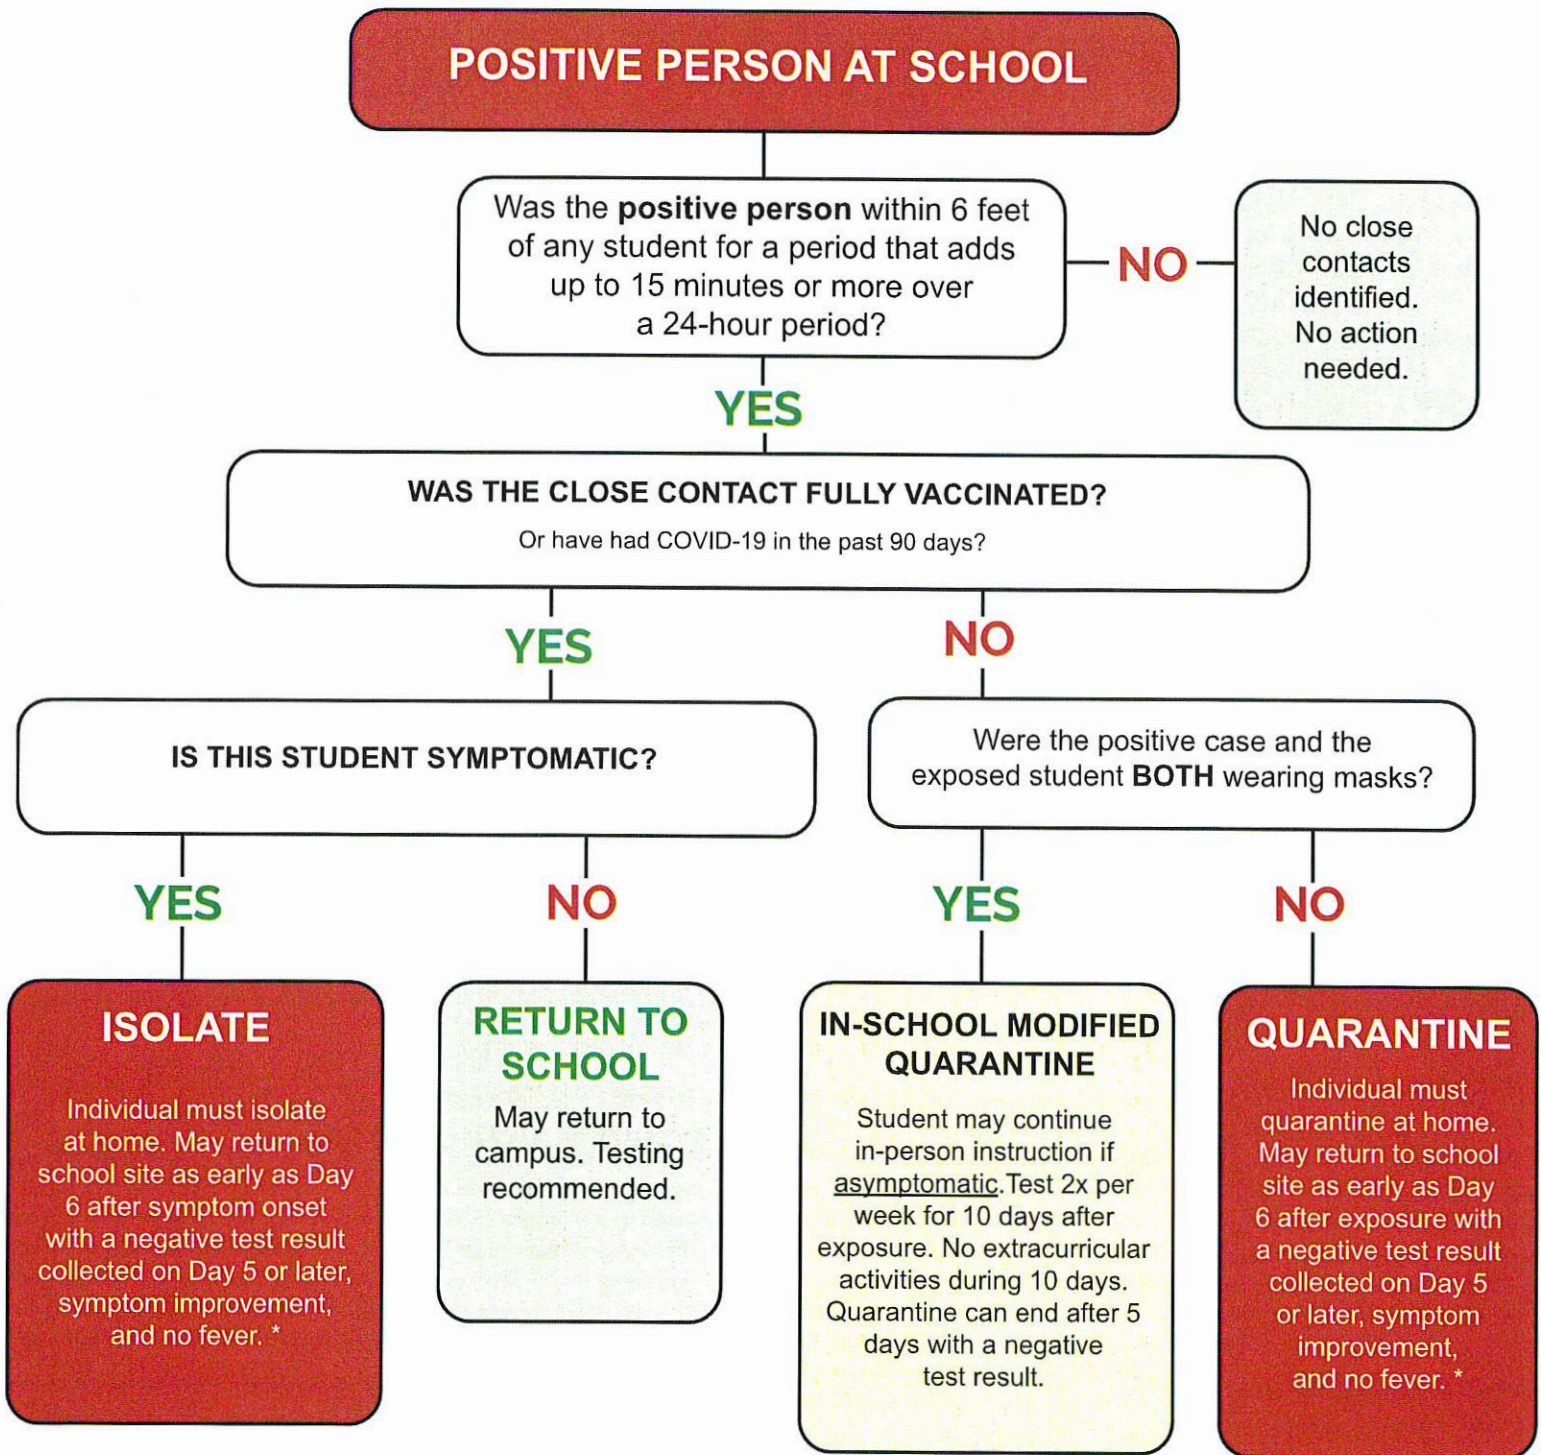 POSITIVE PERSON AT SCHOOL
Was the positive person within 6 feet
of any student for a period that adds
up to 15 minutes or more over
a 24-hour period?
NO
No close
contacts
identified.
No action
needed.
YES
WAS THE CLOSE CONTACT FULLY VACCINATED?
Or have had COVID-19 in the past 90 days?
YES
NO
IS THIS STUDENT SYMPTOMATIC?
Were the positive case and the
exposed student BOTH wearing masks?
YES
NO
YES
NO
ISOLATE
Individual must isolate
at home. May return to
school site as early as Day
6 after symptom onset
with a negative test result
collected on Day 5 or later,
symptom improvement,
and no fever. *
RETURN TO
SCHOOL
May return to
campus. Testing
recommended.
IN-SCHOOL MODIFIED
QUARANTINE
Student may continue
in-person instruction if
asymptomatic.Test 2x per
week for 10 days after
exposure. No extracurricular
activities during 10 days.
Quarantine can end after 5
days with a negative
test result.
QUARANTINE
Individual must
quarantine at home.
May return to school
site as early as Day
6 after exposure with
a negative test result
collected on Day 5
or later, symptom
improvement,
and no fever. *